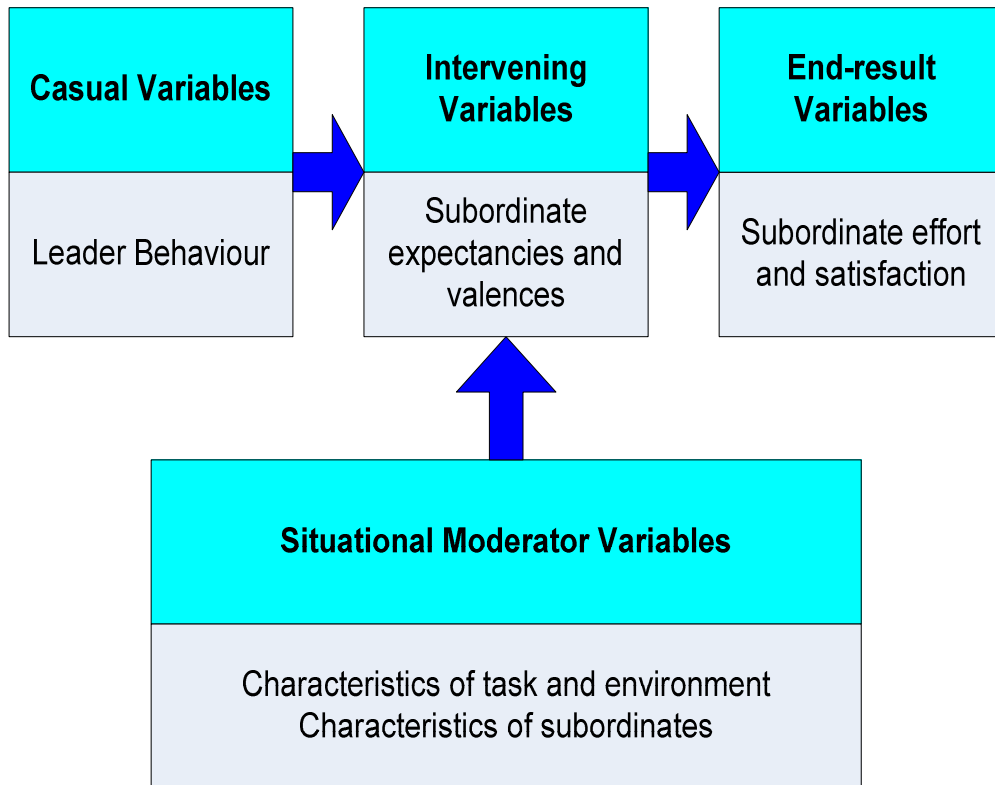 Casual Variables
Leader Behaviour
Intervening
Variables
Subordinate
expectancies and
valences
End-result
Variables
Subordinate effort
and satisfaction
Situational Moderator Variables
Characteristics of task and environment
Characteristics of subordinates